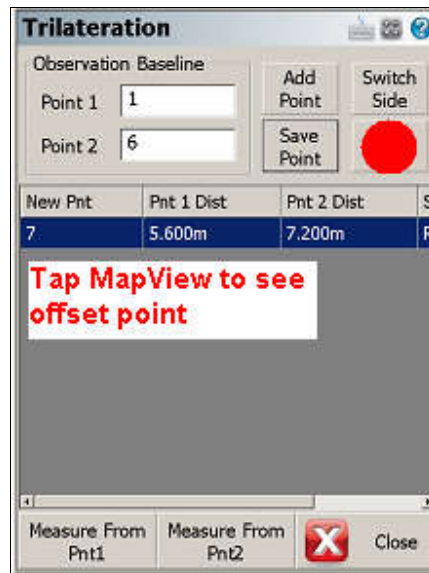 Trilateration
Observation Baseline
Point 1 1
Point 2 6
Add Point
Switch Side
Save Point
New Pnt Pnt 1 Dist Pnt 2 Dist S
7 5.600m 7.200m R
Tap MapView to see
offset point
Measure From Pnt1
Measure From Pnt2
Close